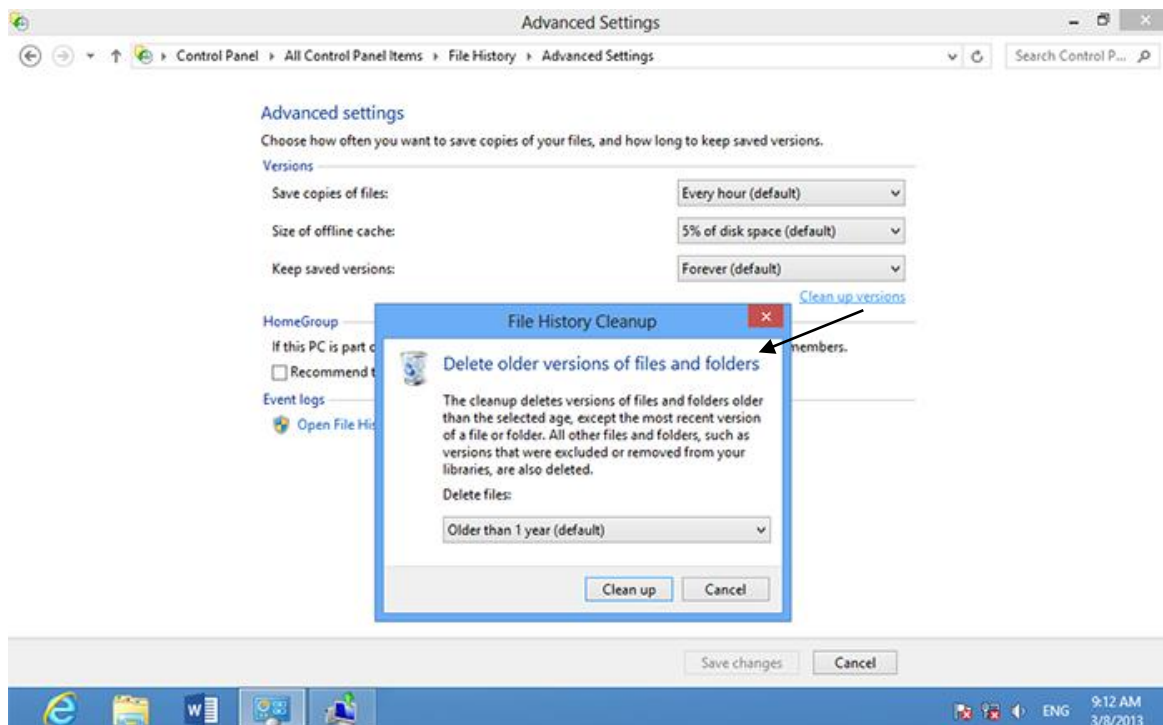 Advanced Settings
Control Panel All Control Panel Items File History Advanced Settings
Search Control P...
Advanced settings
Choose how often you want to save copies of your files, and how long to keep saved versions.
Versions
Save copies of files: Every hour (default)
Size of offline cache: 5% of disk space (default)
Keep saved versions: Forever (default)
Clean up versions
HomeGroup
If this PC is part members.
Recommend
Event logs
Open File
File History Cleanup
Delete older versions of files and folders
The cleanup deletes versions of files and folders older
than the selected age, except the most recent version
of a file or folder. All other files and folders, such as
versions that were excluded or removed from your
libraries, are also deleted.
Delete files:
Older than 1 year (default)
Clean up Cancel
Save changes Cancel
ENG
9:12 AM
3/8/2013